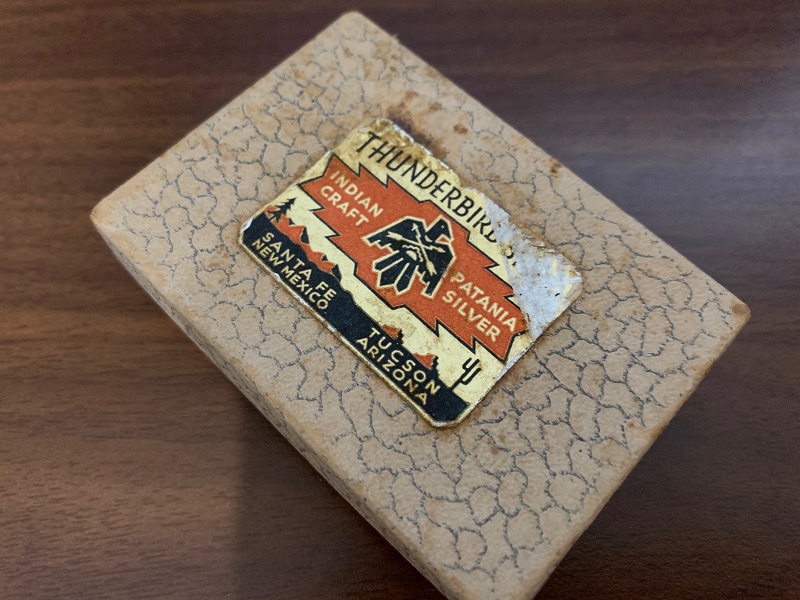 THUNDERBIRD
INDIAN
CRAFT
PATANIA
SILVER
SANTA FE
NEW MEXICO
TUCSON
ARIZONA